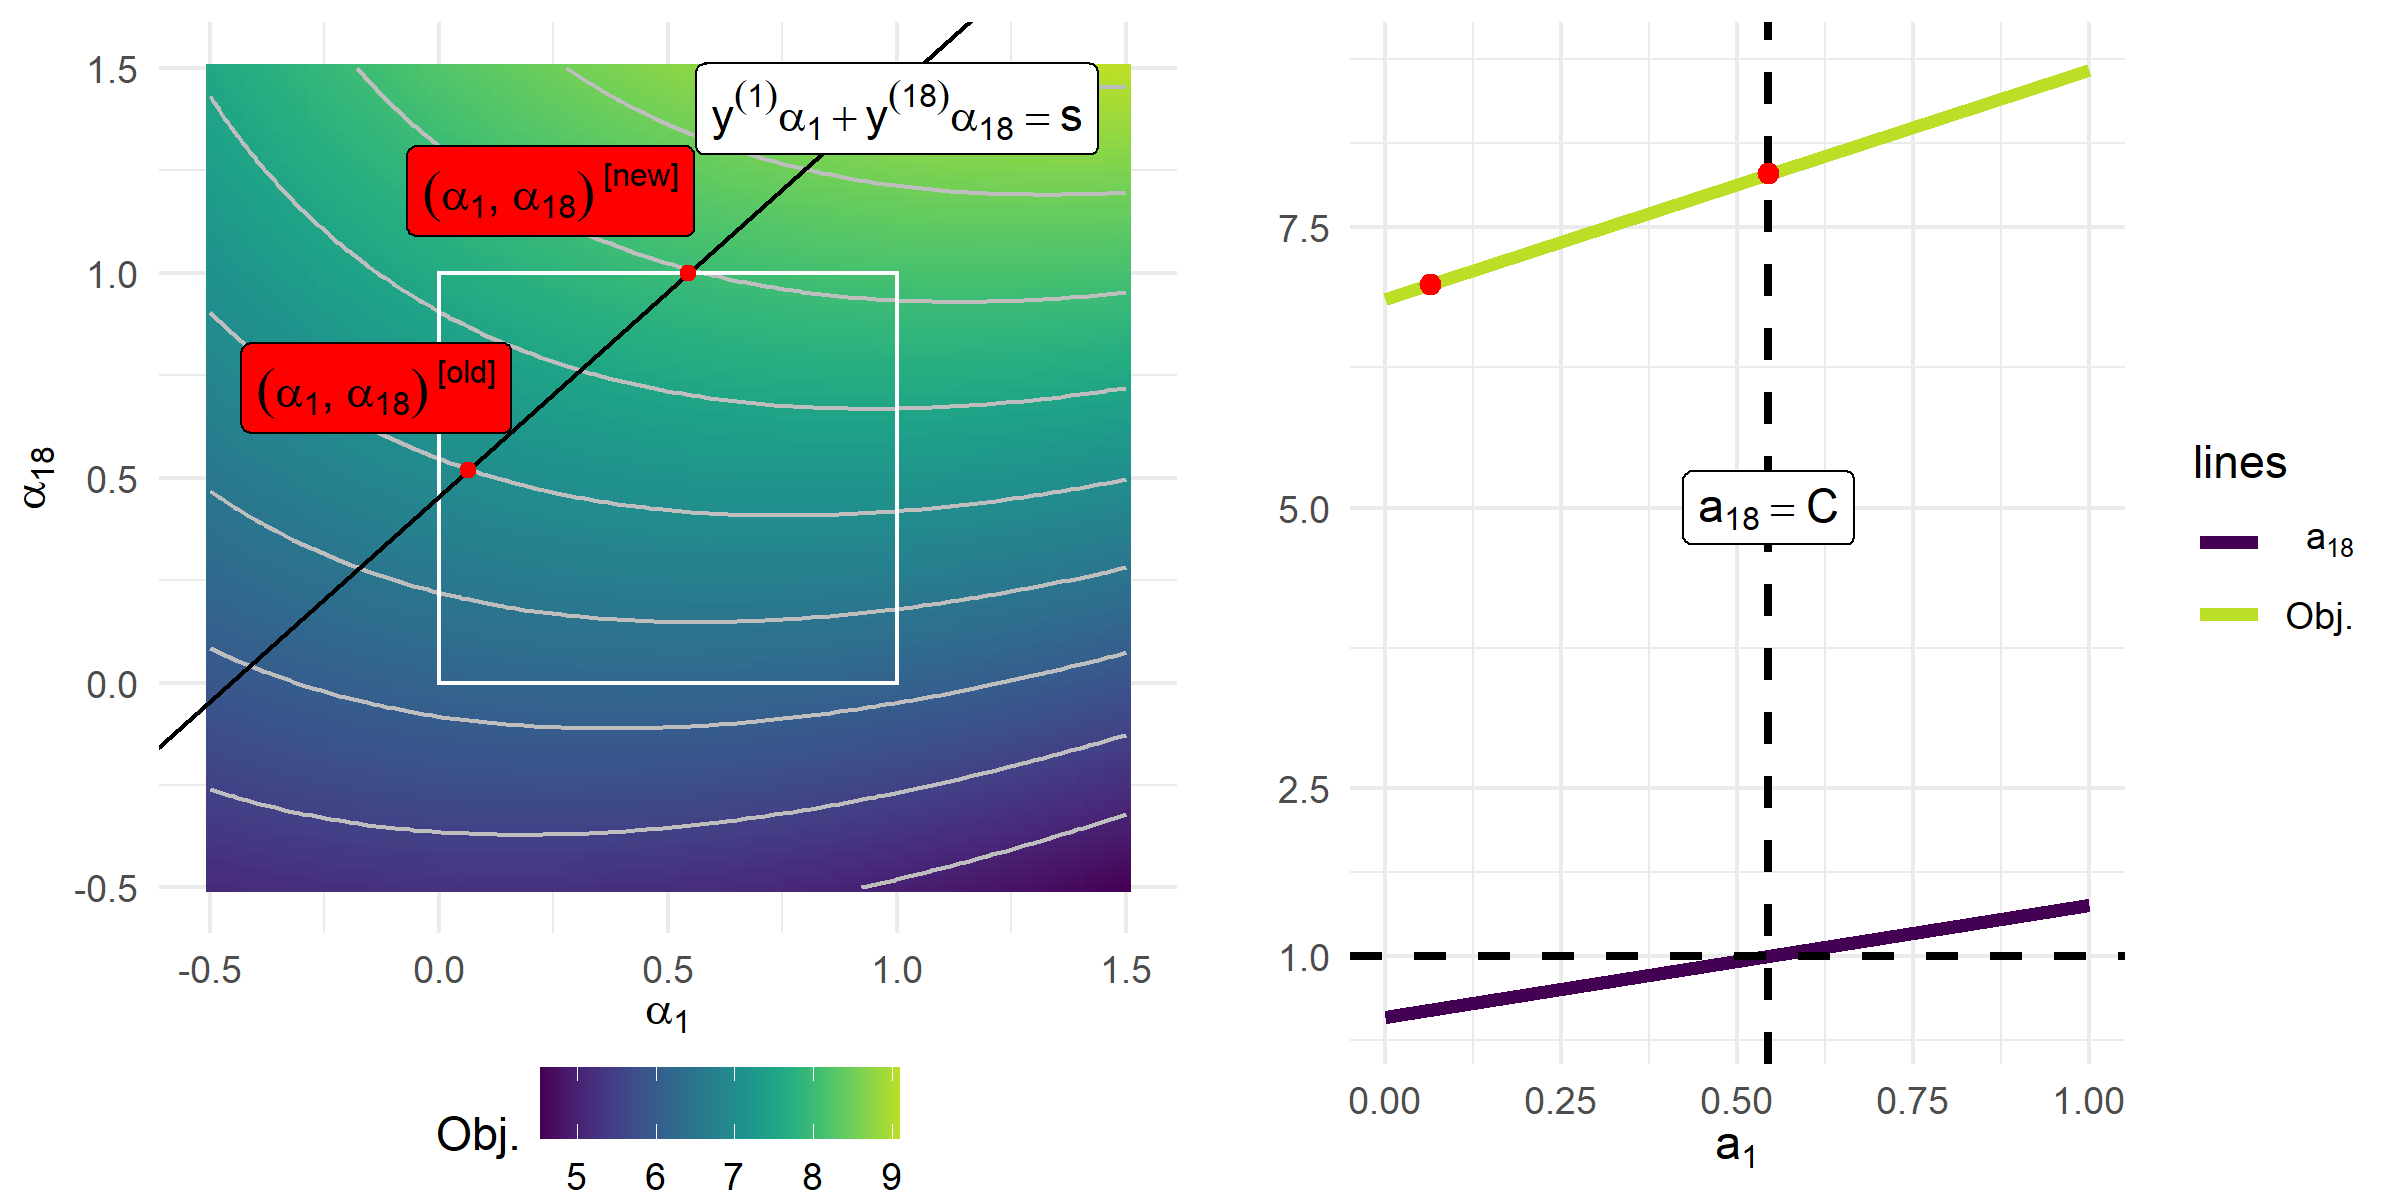 1.5
1.0
0.5
0.0
-0.5
α₁₈
y⁽¹⁾α₁ + y⁽¹⁸⁾α₁₈ = s
(α₁, α₁₈)[new]
(α₁, α₁₈)[old]
-0.5 0.0 0.5 1.0 1.5
α₁
Obj.
5 6 7 8 9
7.5
5.0
2.5
1.0
a₁₈ = C
0.00 0.25 0.50 0.75 1.00
a₁
lines
a₁₈
Obj.